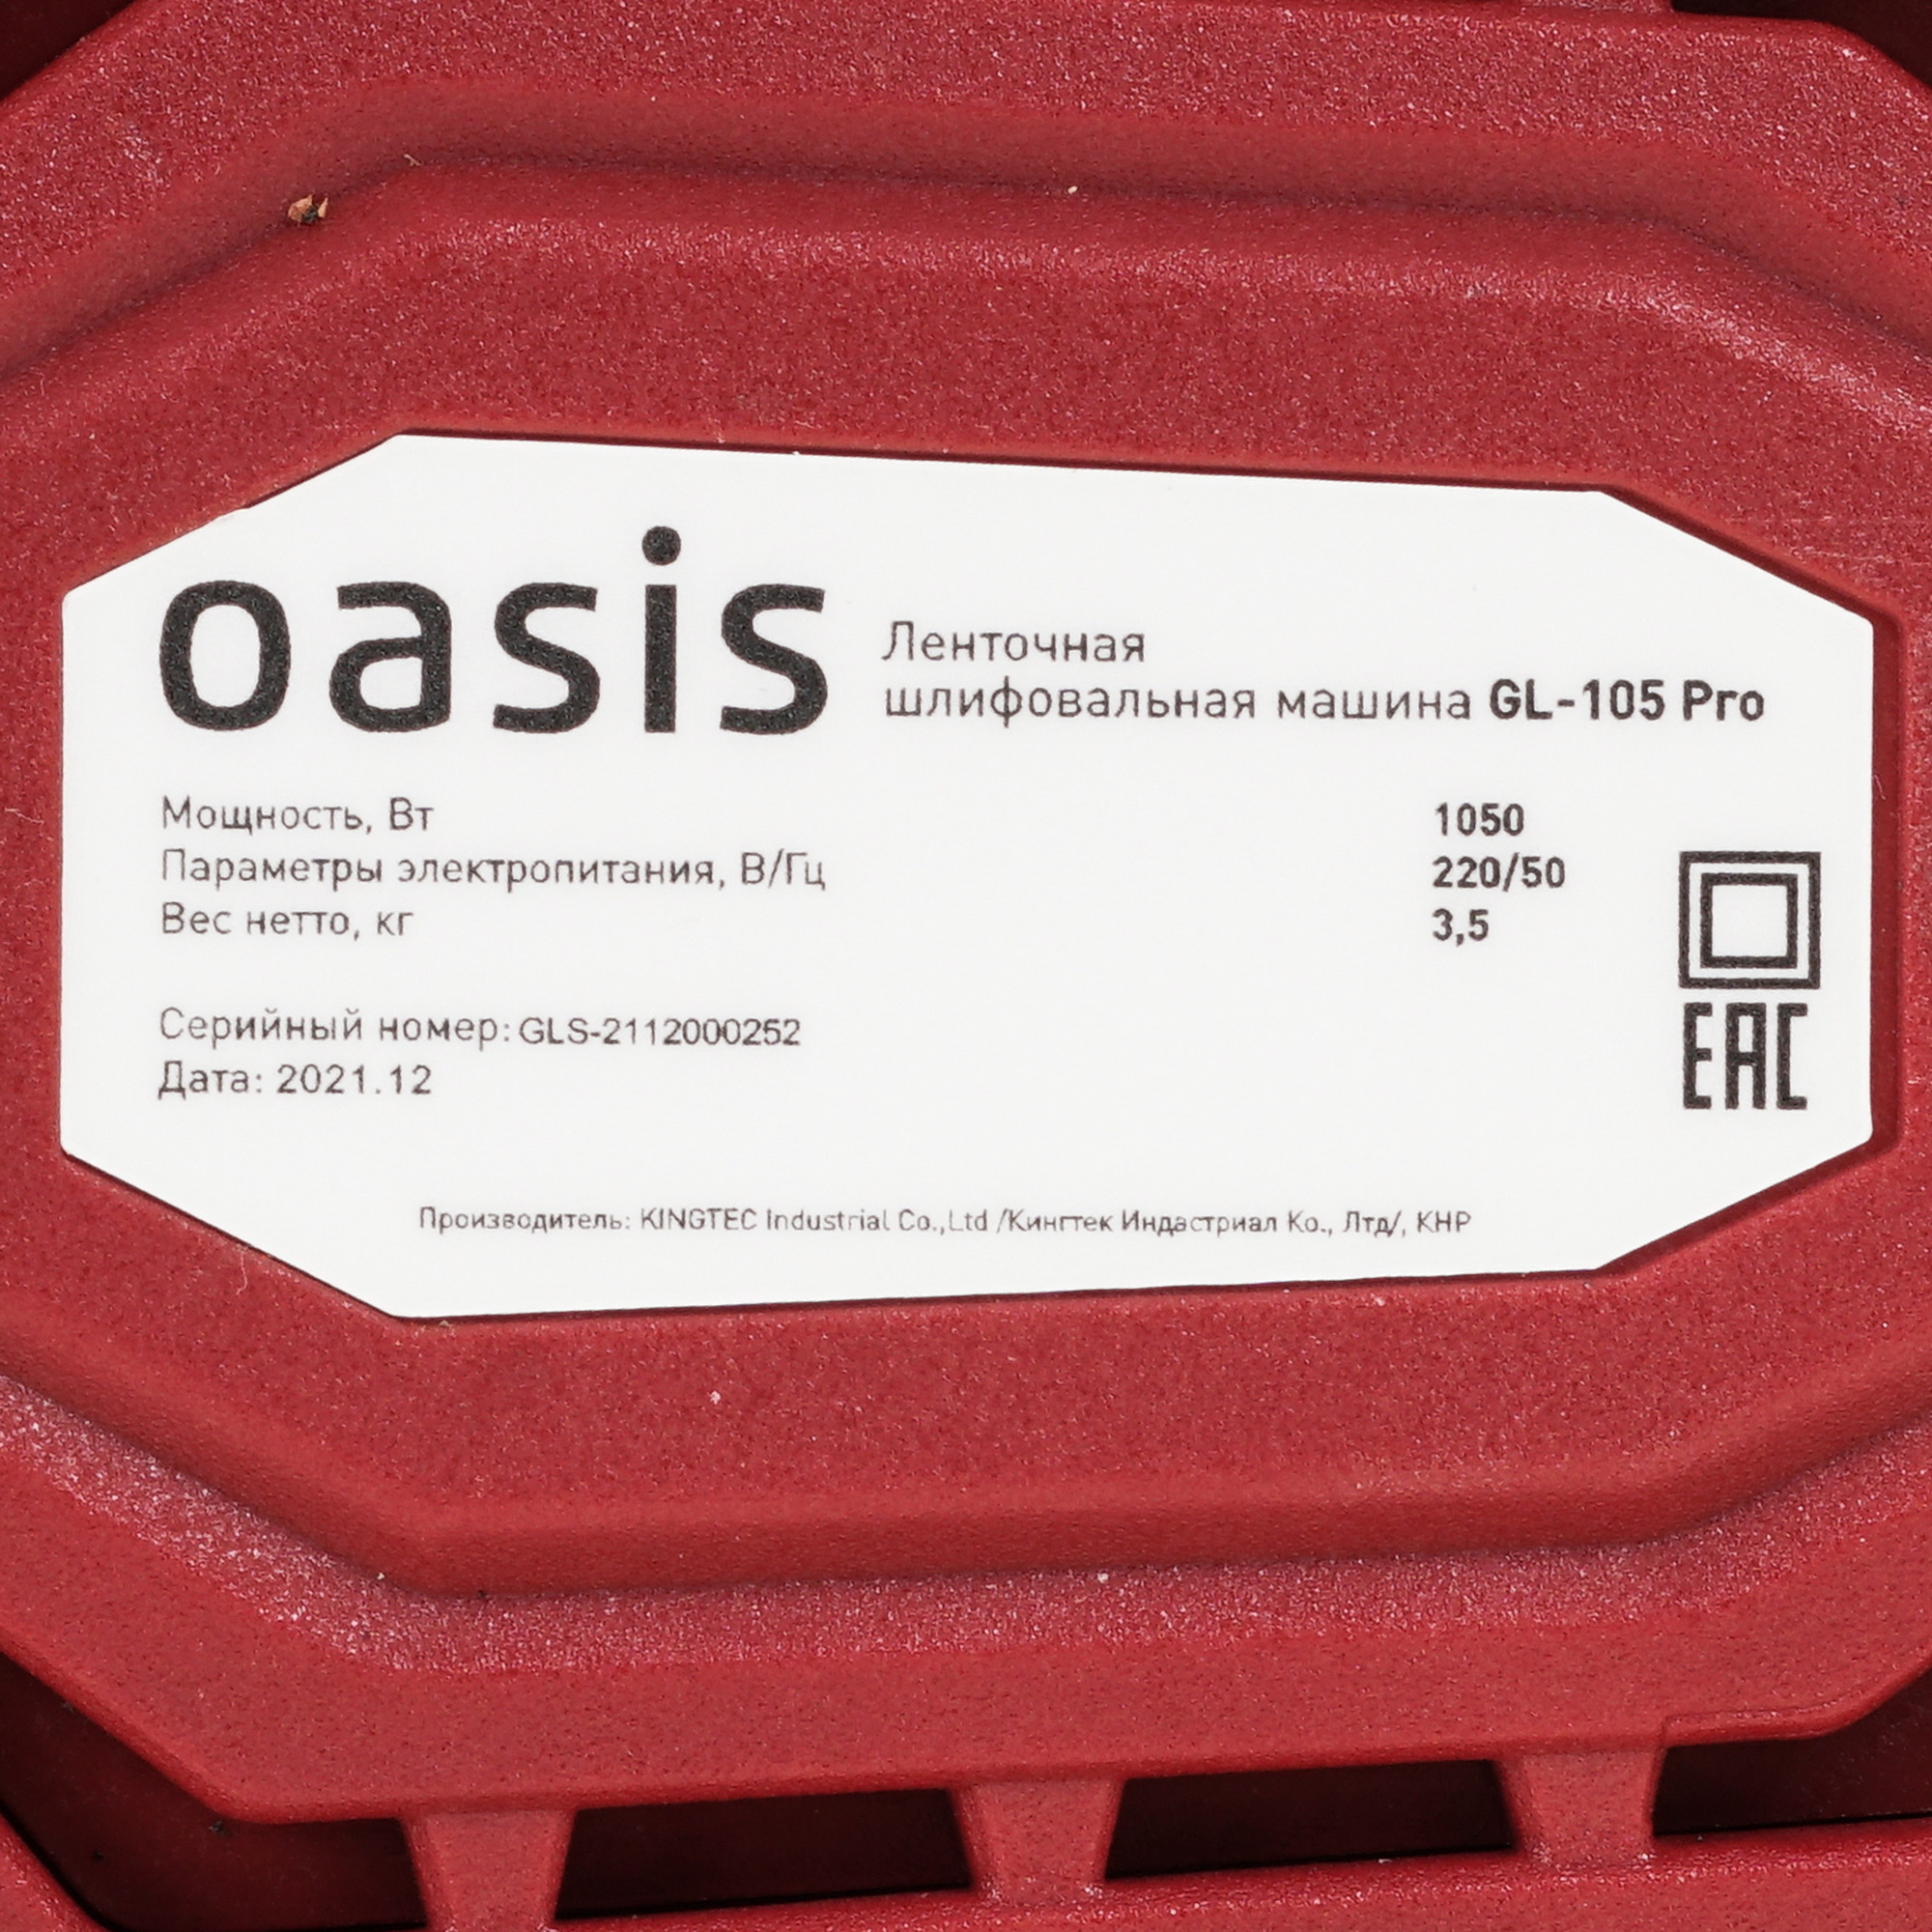 oasis
Ленточная
шлифовальная машина GL-105 Pro
Мощность, Вт 1050
Параметры электропитания, В/Гц 220/50
Вес нетто, кг 3,5
Серийный номер: GLS-2112000252
Дата: 2021.12
EAC
Производитель: KINGTEC Industrial Co.,Ltd /Кингтек Индастриал Ко., Лтд/, КНР